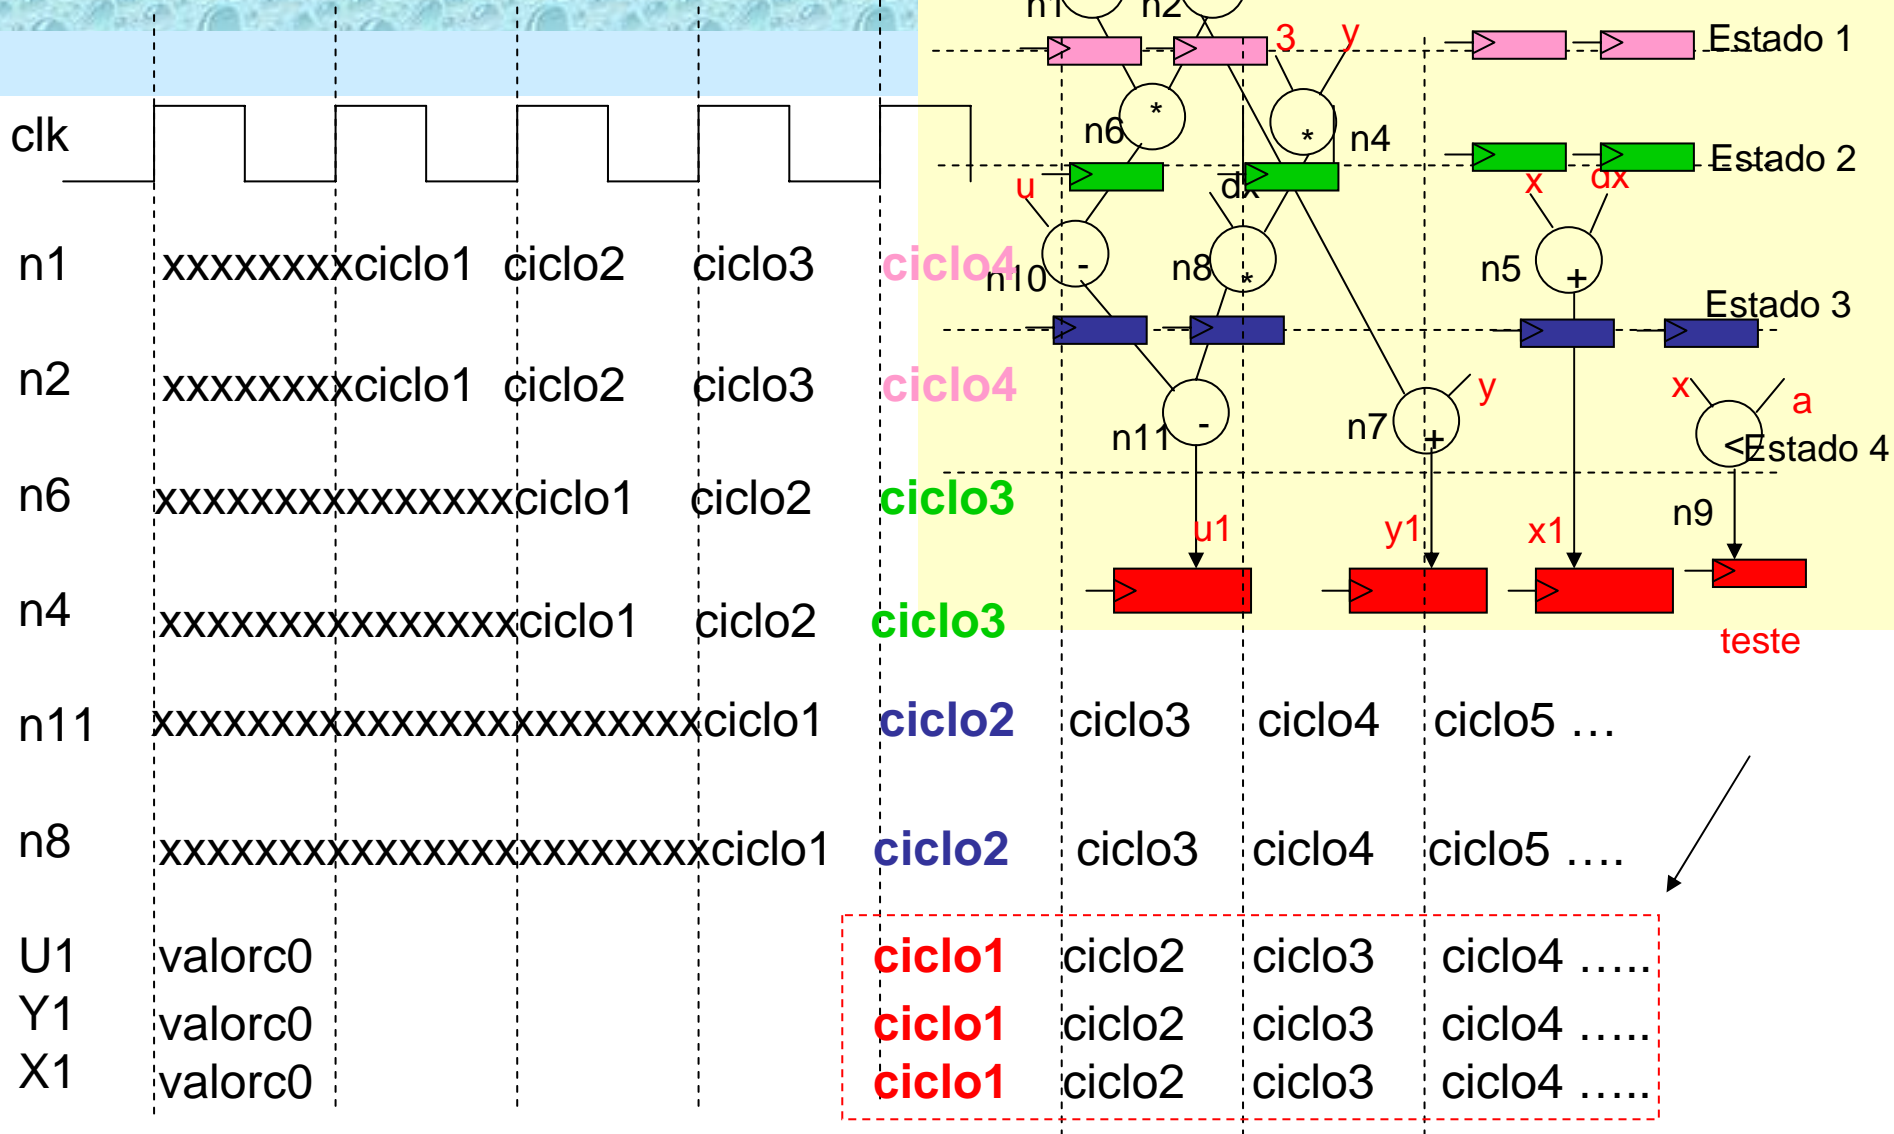 n1 n2
3 y Estado 1
clk
*
n6 * n4
Estado 2
u dx x dx
n1 xxxxxxxxciclo1 ciclo2 ciclo3 ciclo4
n10 - n8 * n5 +
Estado 3
n2 xxxxxxxxciclo1 ciclo2 ciclo3 ciclo4
y x a
n11 - n7 + <Estado 4
n6 xxxxxxxxxxxxxxxciclo1 ciclo2 ciclo3
u1 y1 x1 n9
n4 xxxxxxxxxxxxxxxciclo1 ciclo2 ciclo3
teste
n11 xxxxxxxxxxxxxxxxxxxxxxxciclo1 ciclo2 ciclo3 ciclo4 ciclo5 …
n8 xxxxxxxxxxxxxxxxxxxxxxxciclo1 ciclo2 ciclo3 ciclo4 ciclo5 ….
U1 valorc0 ciclo1 ciclo2 ciclo3 ciclo4 …..
Y1 valorc0 ciclo1 ciclo2 ciclo3 ciclo4 …..
X1 valorc0 ciclo1 ciclo2 ciclo3 ciclo4 …..